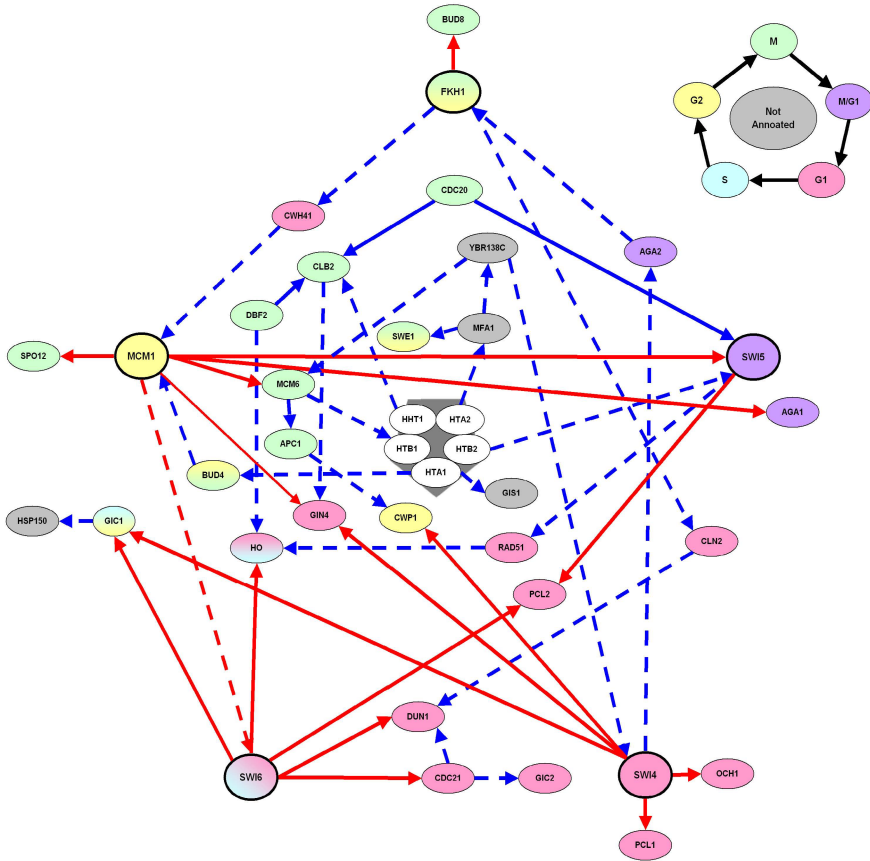 BUD8
M
FKH1
G2
M/G1
Not
Annoated
S
G1
CDC20
CWH41
YBR138C
AGA2
CLB2
DBF2
SWE1
MFA1
SPO12
MCM1
SWI5
MCM6
HHT1
HTA2
AGA1
APC1
HTB1
HTB2
BUD4
HTA1
GIS1
HSP150
GIC1
GIN4
CWP1
HO
RAD51
CLN2
PCL2
DUN1
SWI6
CDC21
GIC2
SWI4
OCH1
PCL1